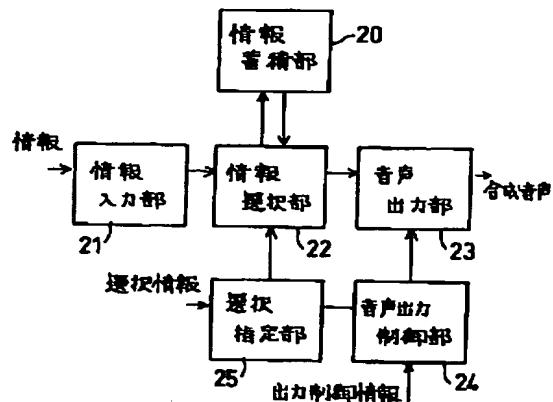 情報
蓄積部
20
情報
情報
入力部
21
情報
選択部
22
音声
出力部
23
合成音声
選択情報
選択
指定部
25
音声出力
制御部
24
出力制御情報